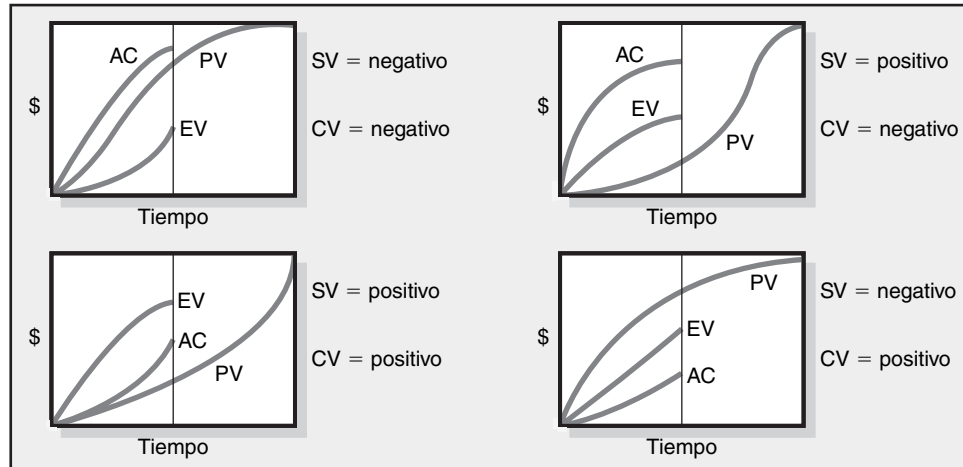 AC
PV
EV
$
Tiempo
SV = negativo
CV = negativo
AC
EV
PV
$
Tiempo
SV = positivo
CV = negativo
EV
AC
PV
$
Tiempo
SV = positivo
CV = positivo
PV
EV
AC
$
Tiempo
SV = negativo
CV = positivo